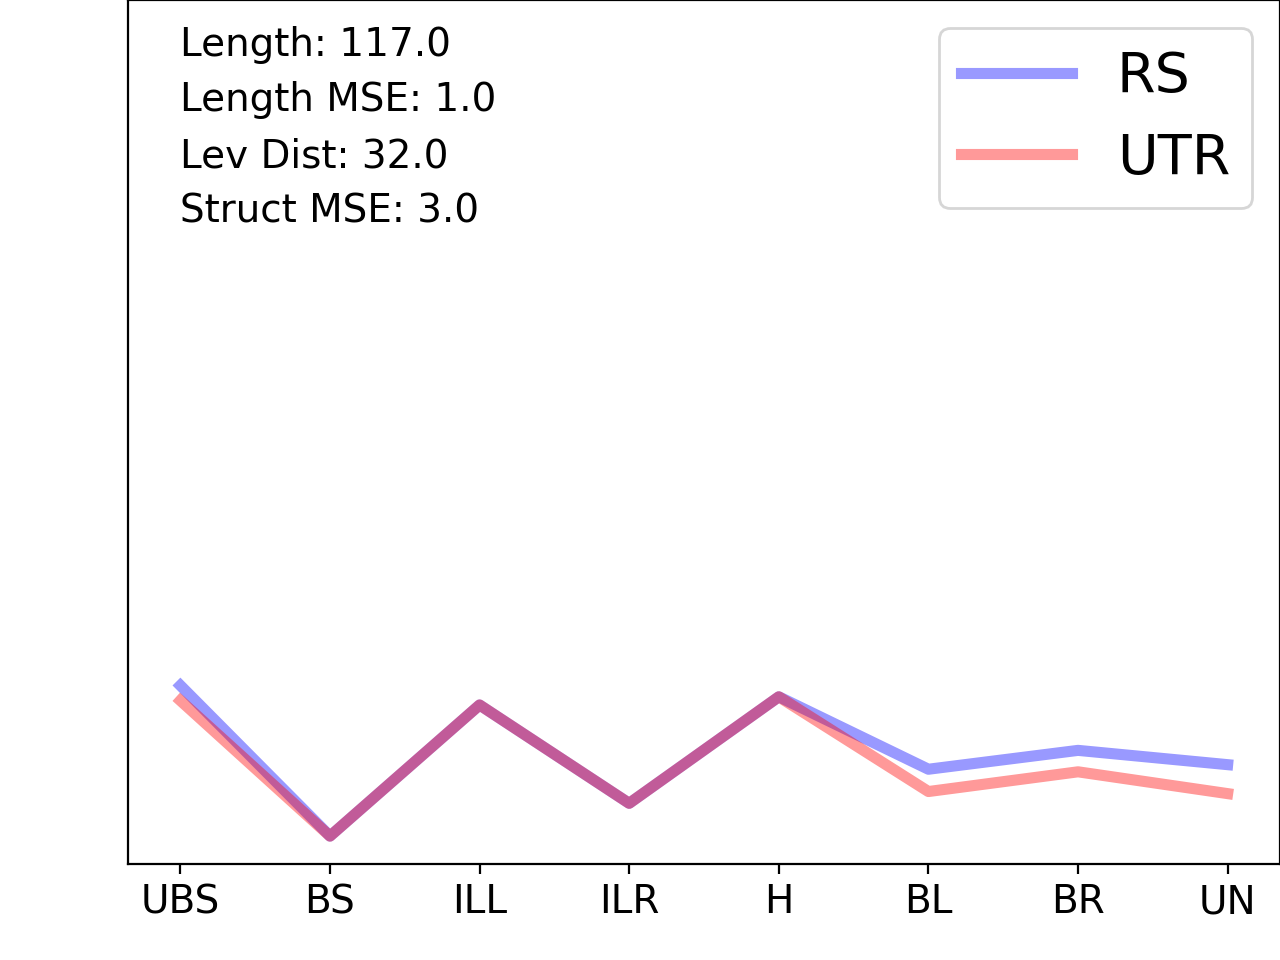 Length: 117.0
Length MSE: 1.0
Lev Dist: 32.0
Struct MSE: 3.0
RS
UTR
UBS BS ILL ILR H BL BR UN